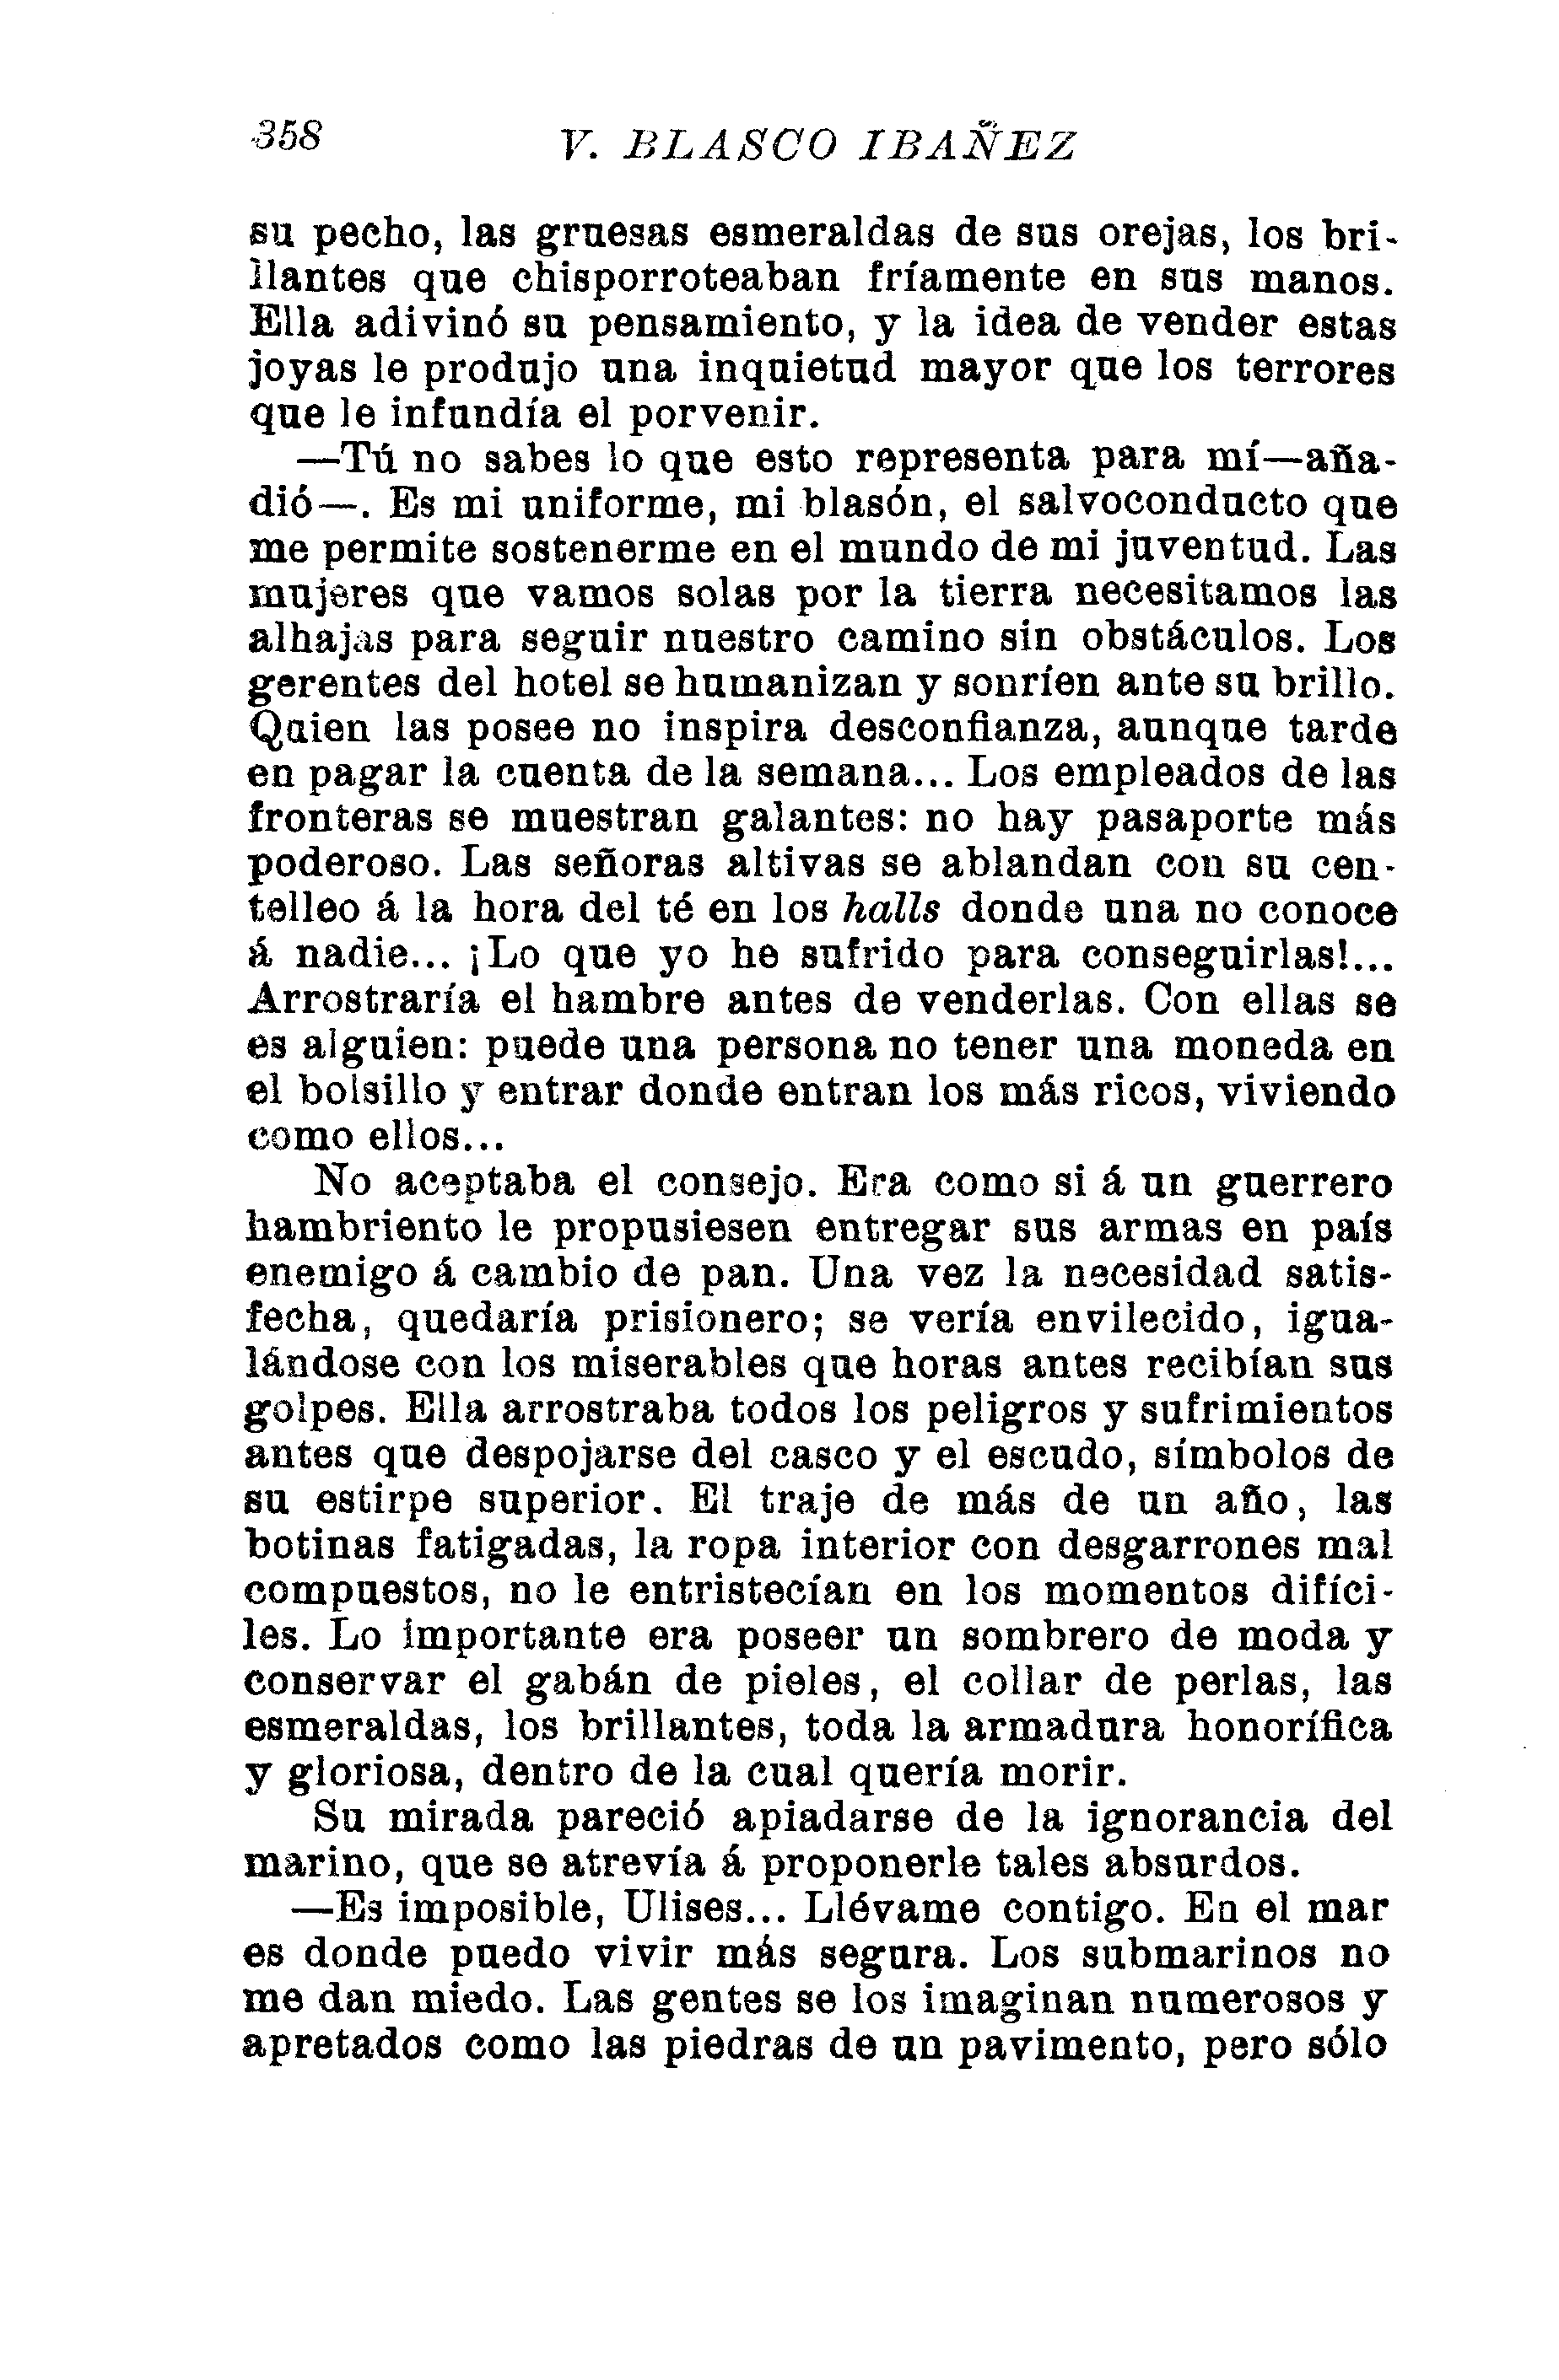 358
V. BLASCO IBAÑEZ
su pecho, las gruesas esmeraldas de sus orejas, los bri-
llantes que chisporroteaban fríamente en sus manos.
Ella adivinó su pensamiento, y la idea de vender estas
joyas le produjo una inquietud mayor que los terrores
que le infundía el porvenir.
—Tú no sabes lo que esto representa para mí—aña-
dió—. Es mi uniforme, mi blasón, el salvoconducto que
me permite sostenerme en el mundo de mi juventud. Las
mujeres que vamos solas por la tierra necesitamos las
alhajas para seguir nuestro camino sin obstáculos. Los
gerentes del hotel se humanizan y sonríen ante su brillo.
Quien las posee no inspira desconfianza, aunque tarde
en pagar la cuenta de la semana... Los empleados de las
fronteras se muestran galantes: no hay pasaporte más
poderoso. Las señoras altivas se ablandan con su cen-
telleo á la hora del té en los halls donde una no conoce
á nadie... ¡Lo que yo he sufrido para conseguirlas!...
Arrostraría el hambre antes de venderlas. Con ellas se
es alguien: puede una persona no tener una moneda en
el bolsillo y entrar donde entran los más ricos, viviendo
como ellos...
No aceptaba el consejo. Era como si á un guerrero
hambriento le propusiesen entregar sus armas en país
enemigo á cambio de pan. Una vez la necesidad satis-
fecha, quedaría prisionero; se vería envilecido, igua-
lándose con los miserables que horas antes recibían sus
golpes. Ella arrostraba todos los peligros y sufrimientos
antes que despojarse del casco y el escudo, símbolos de
su estirpe superior. El traje de más de un año, las
botinas fatigadas, la ropa interior con desgarrones mal
compuestos, no le entristecían en los momentos difíci-
les. Lo importante era poseer un sombrero de moda y
conservar el gabán de pieles, el collar de perlas, las
esmeraldas, los brillantes, toda la armadura honorífica
y gloriosa, dentro de la cual quería morir.
Su mirada pareció apiadarse de la ignorancia del
marino, que se atrevía á proponerle tales absurdos.
—Es imposible, Ulises... Llévame contigo. En el mar
es donde puedo vivir más segura. Los submarinos no
me dan miedo. Las gentes se los imaginan numerosos y
apretados como las piedras de un pavimento, pero sólo